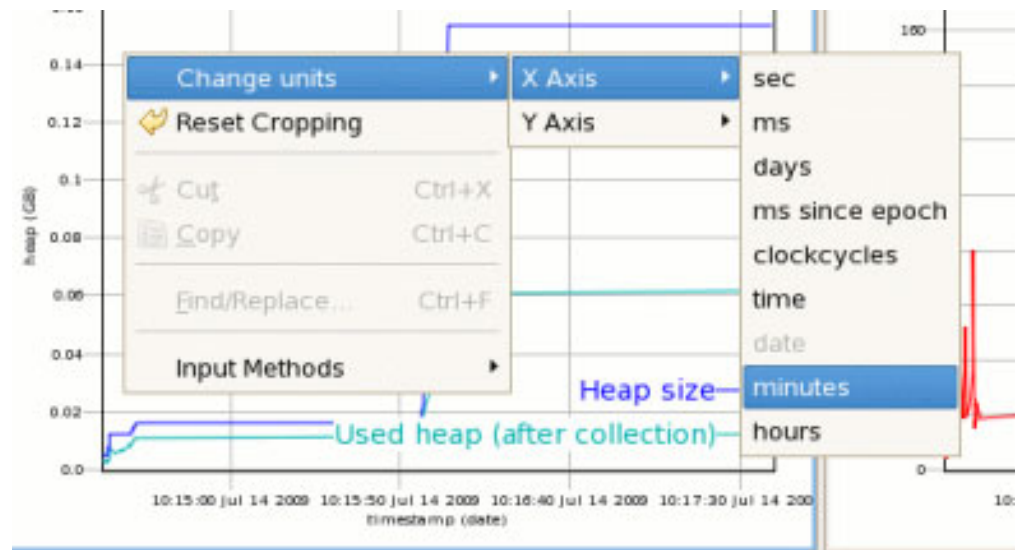 0.14
0.12
0.1
0.08
0.06
0.04
0.02
0.0
heap (GB)
Change units
Reset Cropping
Cut Ctrl+X
Copy Ctrl+C
Find/Replace... Ctrl+F
Input Methods
X Axis
Y Axis
sec
ms
days
ms since epoch
clockcycles
time
date
minutes
hours
Heap size
Used heap (after collection)
10:15:00 Jul 14 2009 10:15:50 Jul 14 2009 10:16:40 Jul 14 2009 10:17:30 Jul 14 200
timestamp (date)
160
0
10: